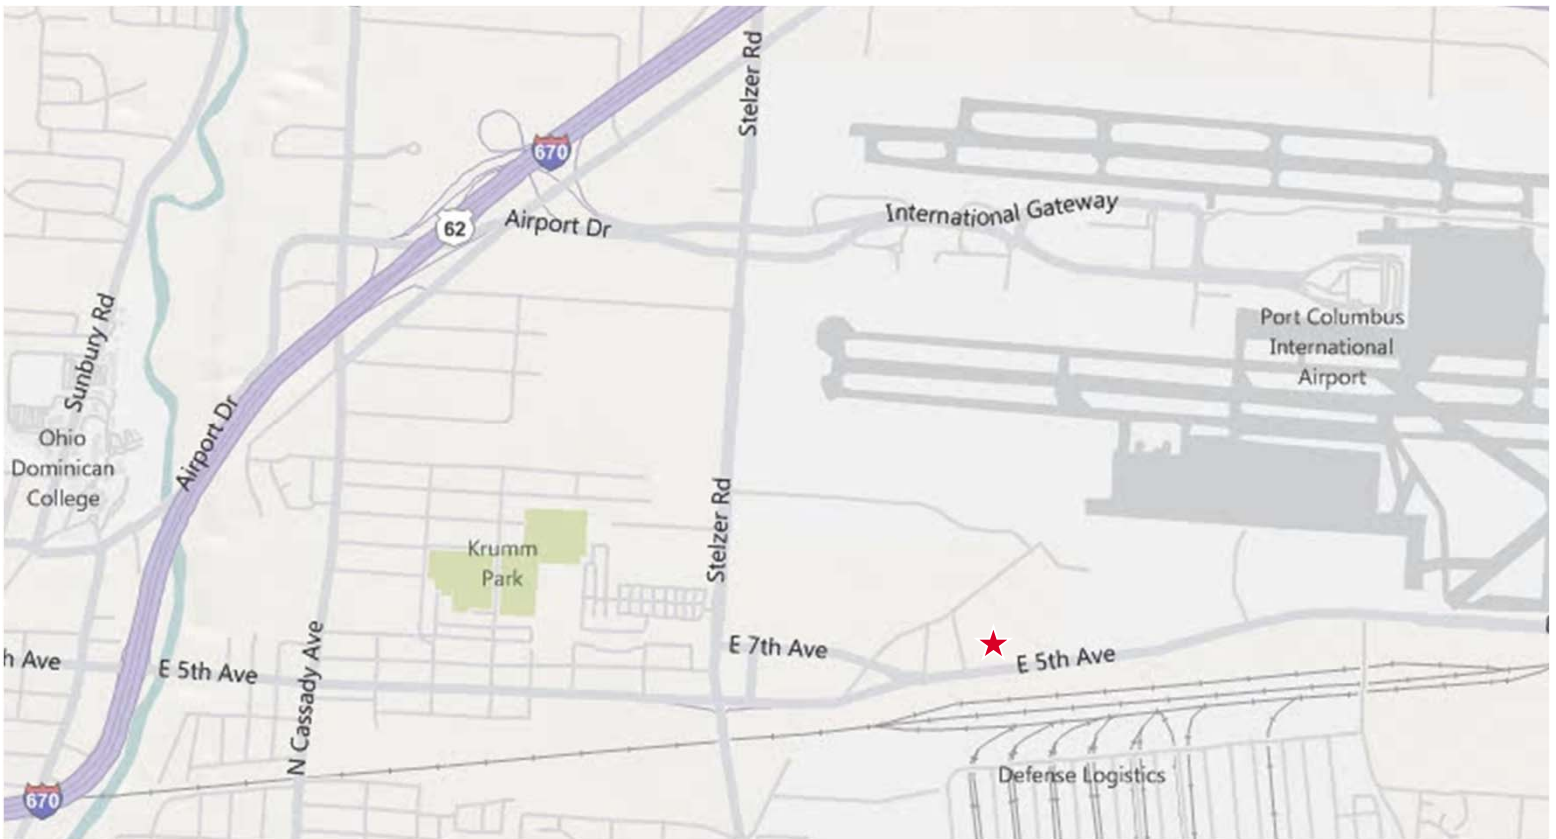 Stelzer Rd
670
International Gateway
Airport Dr
62
Port Columbus
International
Airport
Sunbury Rd
Airport Dr
Ohio
Dominican
College
Stelzer Rd
Krumm
Park
E 7th Ave
E 5th Ave
h Ave
E 5th Ave
N Cassady Ave
Defense Logistics
670